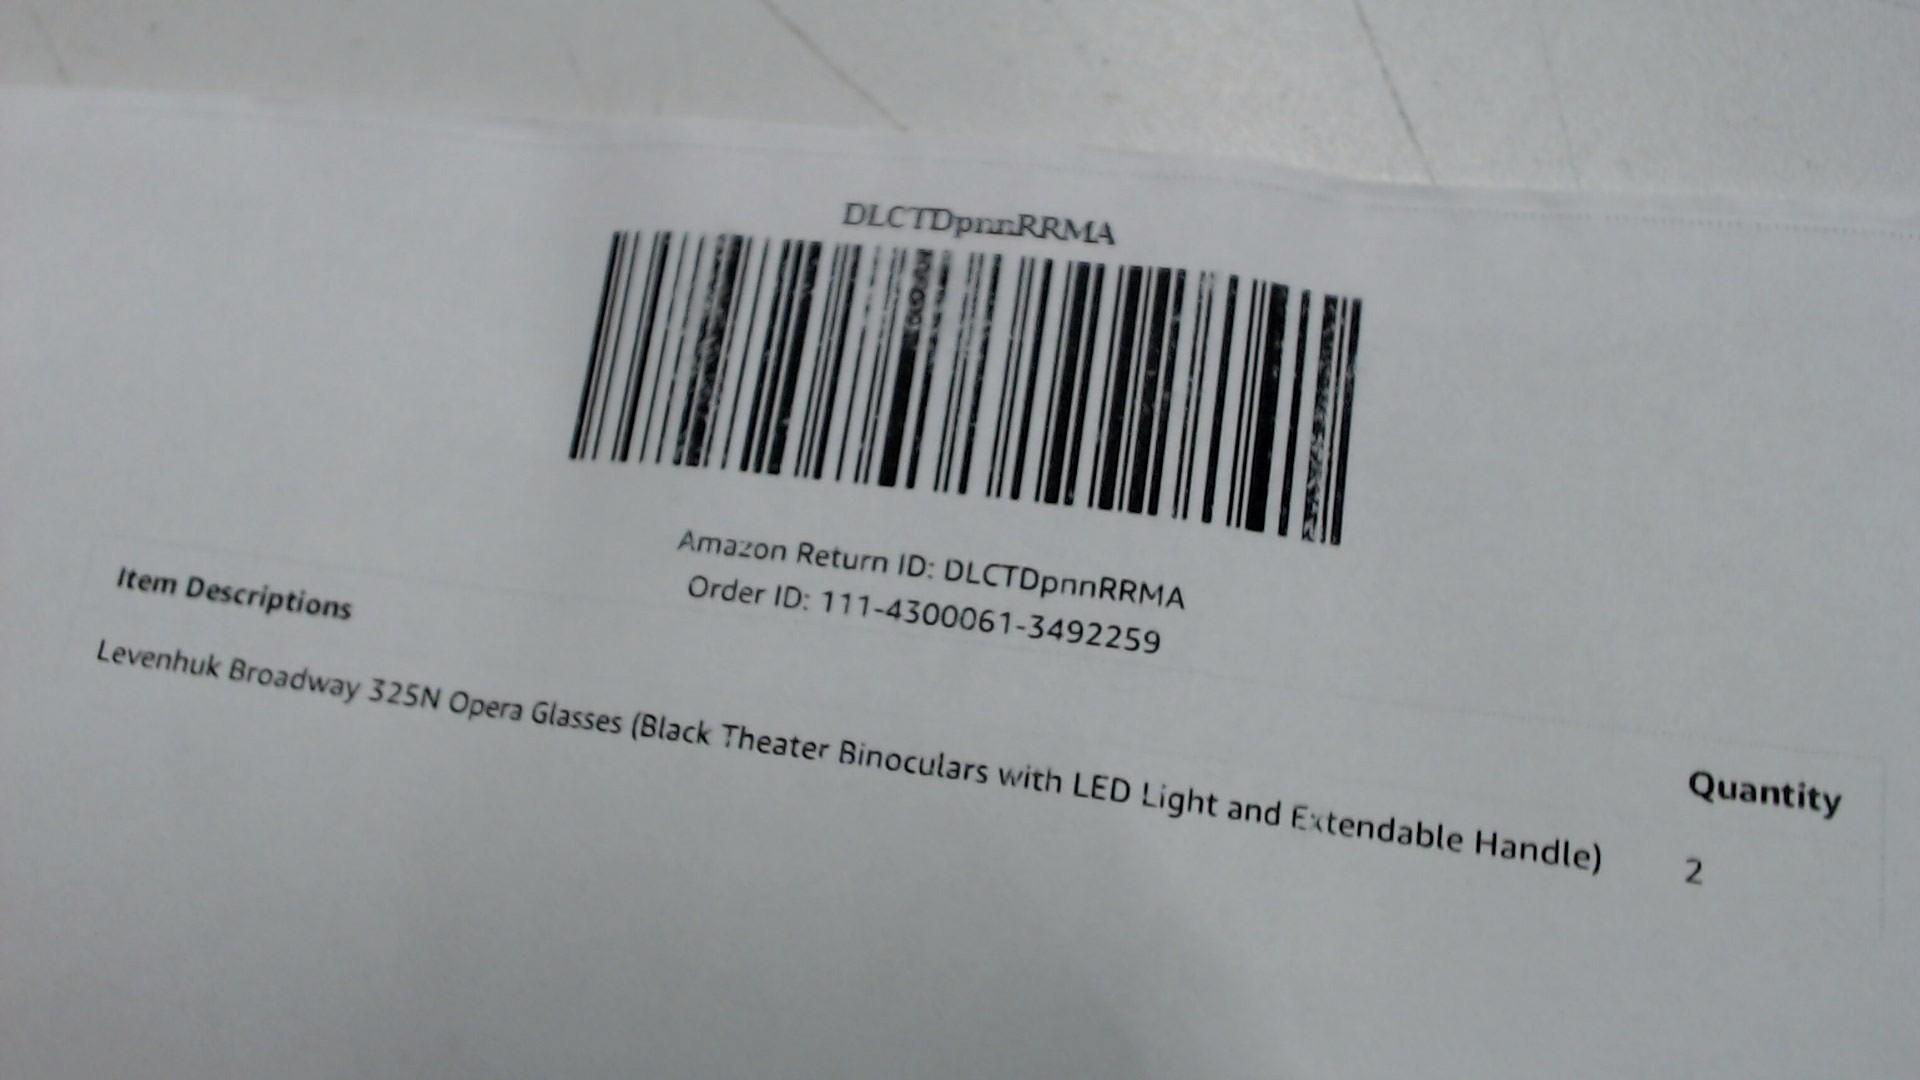 DLCTDpnnRRMA
Amazon Return ID: DLCTDpnnRRMA
Order ID: 111-4300061-3492259
Item Descriptions Quantity
Levenhuk Broadway 325N Opera Glasses (Black Theater Binoculars with LED Light and Extendable Handle) 2